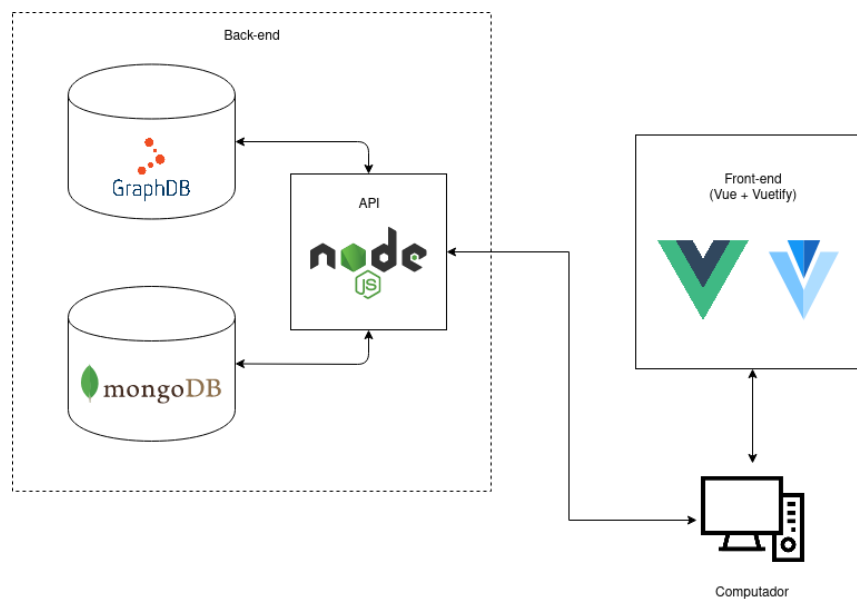 Back-end
GraphDB
API
node
JS
mongoDB
Front-end
(Vue + Vuetify)
Computador